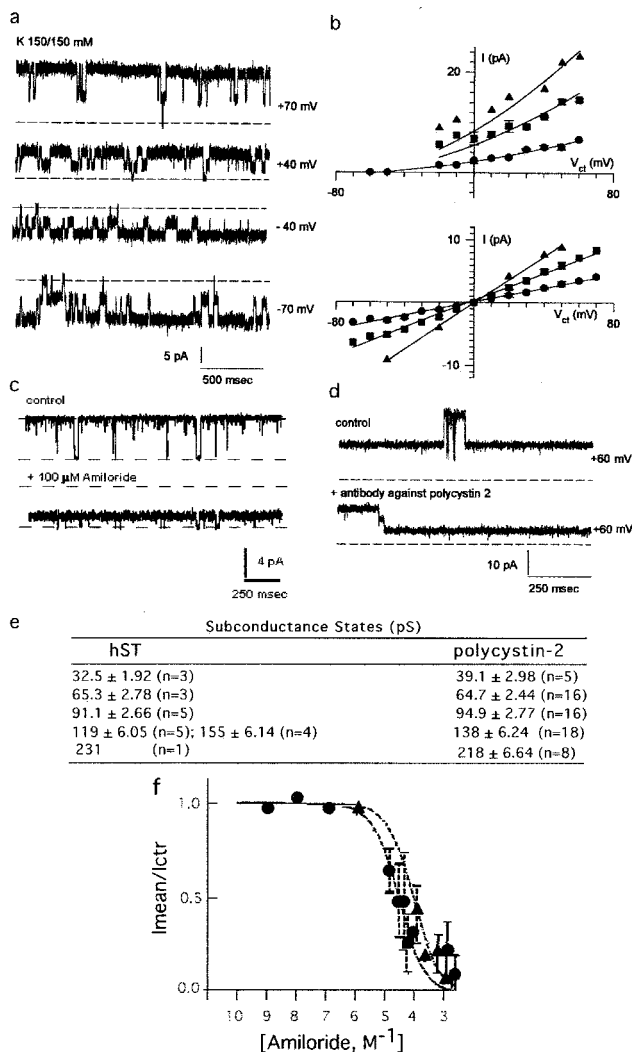 a
K 150/150 mM
+70 mV
+40 mV
- 40 mV
-70 mV
5 pA
500 msec
b
I (pA)
20
-80
V ct (mV)
80
10
I (pA)
-80
V ct (mV)
80
-10
c
control
+ 100 μM Amiloride
4 pA
250 msec
d
control
+60 mV
+ antibody against polycystin 2
+60 mV
10 pA
250 msec
e
Subconductance States (pS)
hST polycystin-2
32.5 ± 1.92 (n=3) 39.1 ± 2.98 (n=5)
65.3 ± 2.78 (n=3) 64.7 ± 2.44 (n=16)
91.1 ± 2.66 (n=5) 94.9 ± 2.77 (n=16)
119 ± 6.05 (n=5); 155 ± 6.14 (n=4) 138 ± 6.24 (n=18)
231 (n=1) 218 ± 6.64 (n=8)
f
1.0
0.5
0.0
Imean/Ictr
10 9 8 7 6 5 4 3
[Amiloride, M⁻¹]